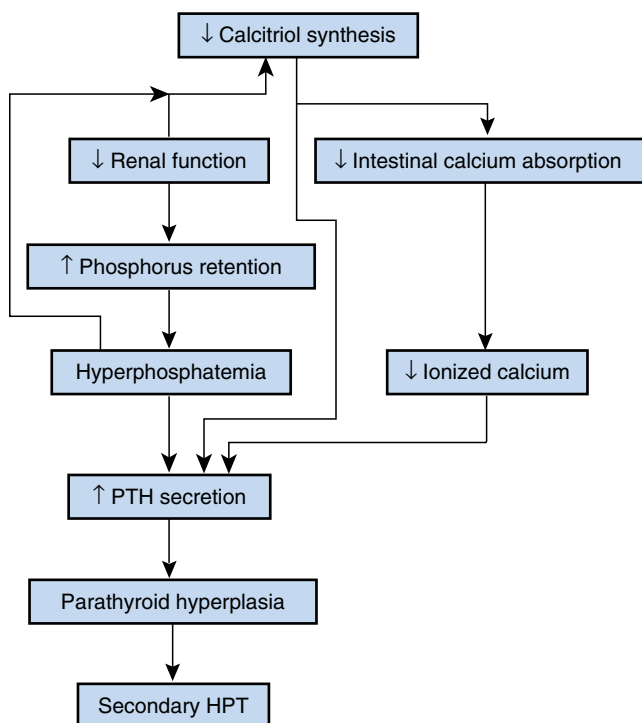 ↓ Calcitriol synthesis
↓ Renal function
↓ Intestinal calcium absorption
↑ Phosphorus retention
Hyperphosphatemia
↓ Ionized calcium
↑ PTH secretion
Parathyroid hyperplasia
Secondary HPT